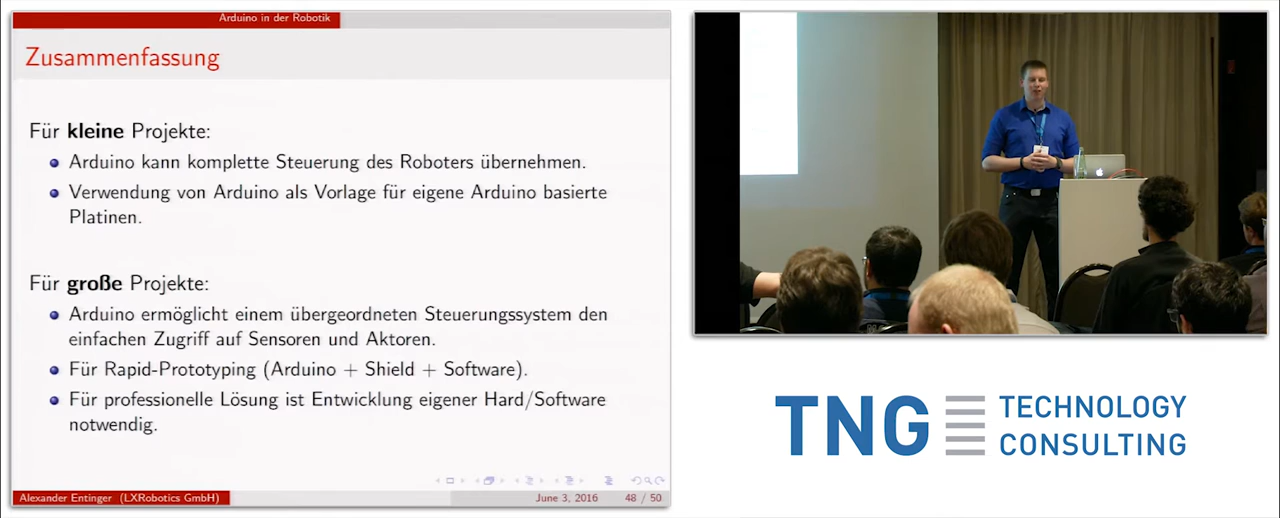 Arduino in der Robotik
Zusammenfassung
Für kleine Projekte:
Arduino kann komplette Steuerung des Roboters übernehmen.
Verwendung von Arduino als Vorlage für eigene Arduino basierte
Platinen.
Für große Projekte:
Arduino ermöglicht einem übergeordneten Steuerungssystem den
einfachen Zugriff auf Sensoren und Aktoren.
Für Rapid-Prototyping (Arduino + Shield + Software).
Für professionelle Lösung ist Entwicklung eigener Hard/Software
notwendig.
Alexander Entinger (LXRobotics GmbH)
June 3, 2016
48 / 50
TNG TECHNOLOGY
CONSULTING